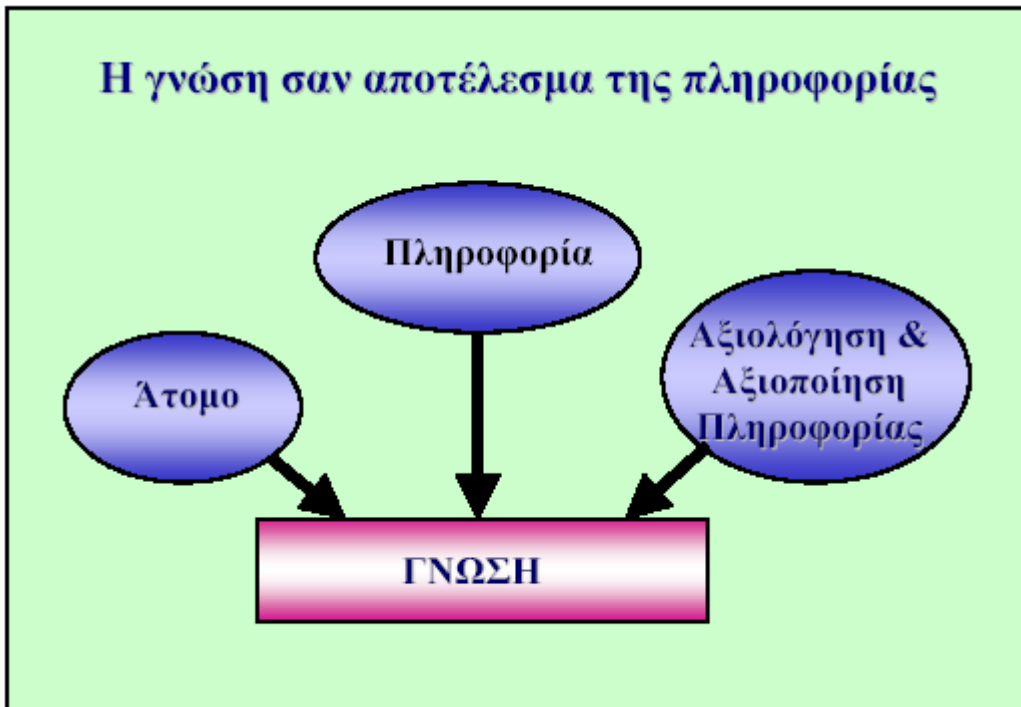 Η γνώση σαν αποτέλεσμα της πληροφορίας
Πληροφορία
Άτομο
Αξιολόγηση &
Αξιοποίηση
Πληροφορίας
ΓΝΩΣΗ